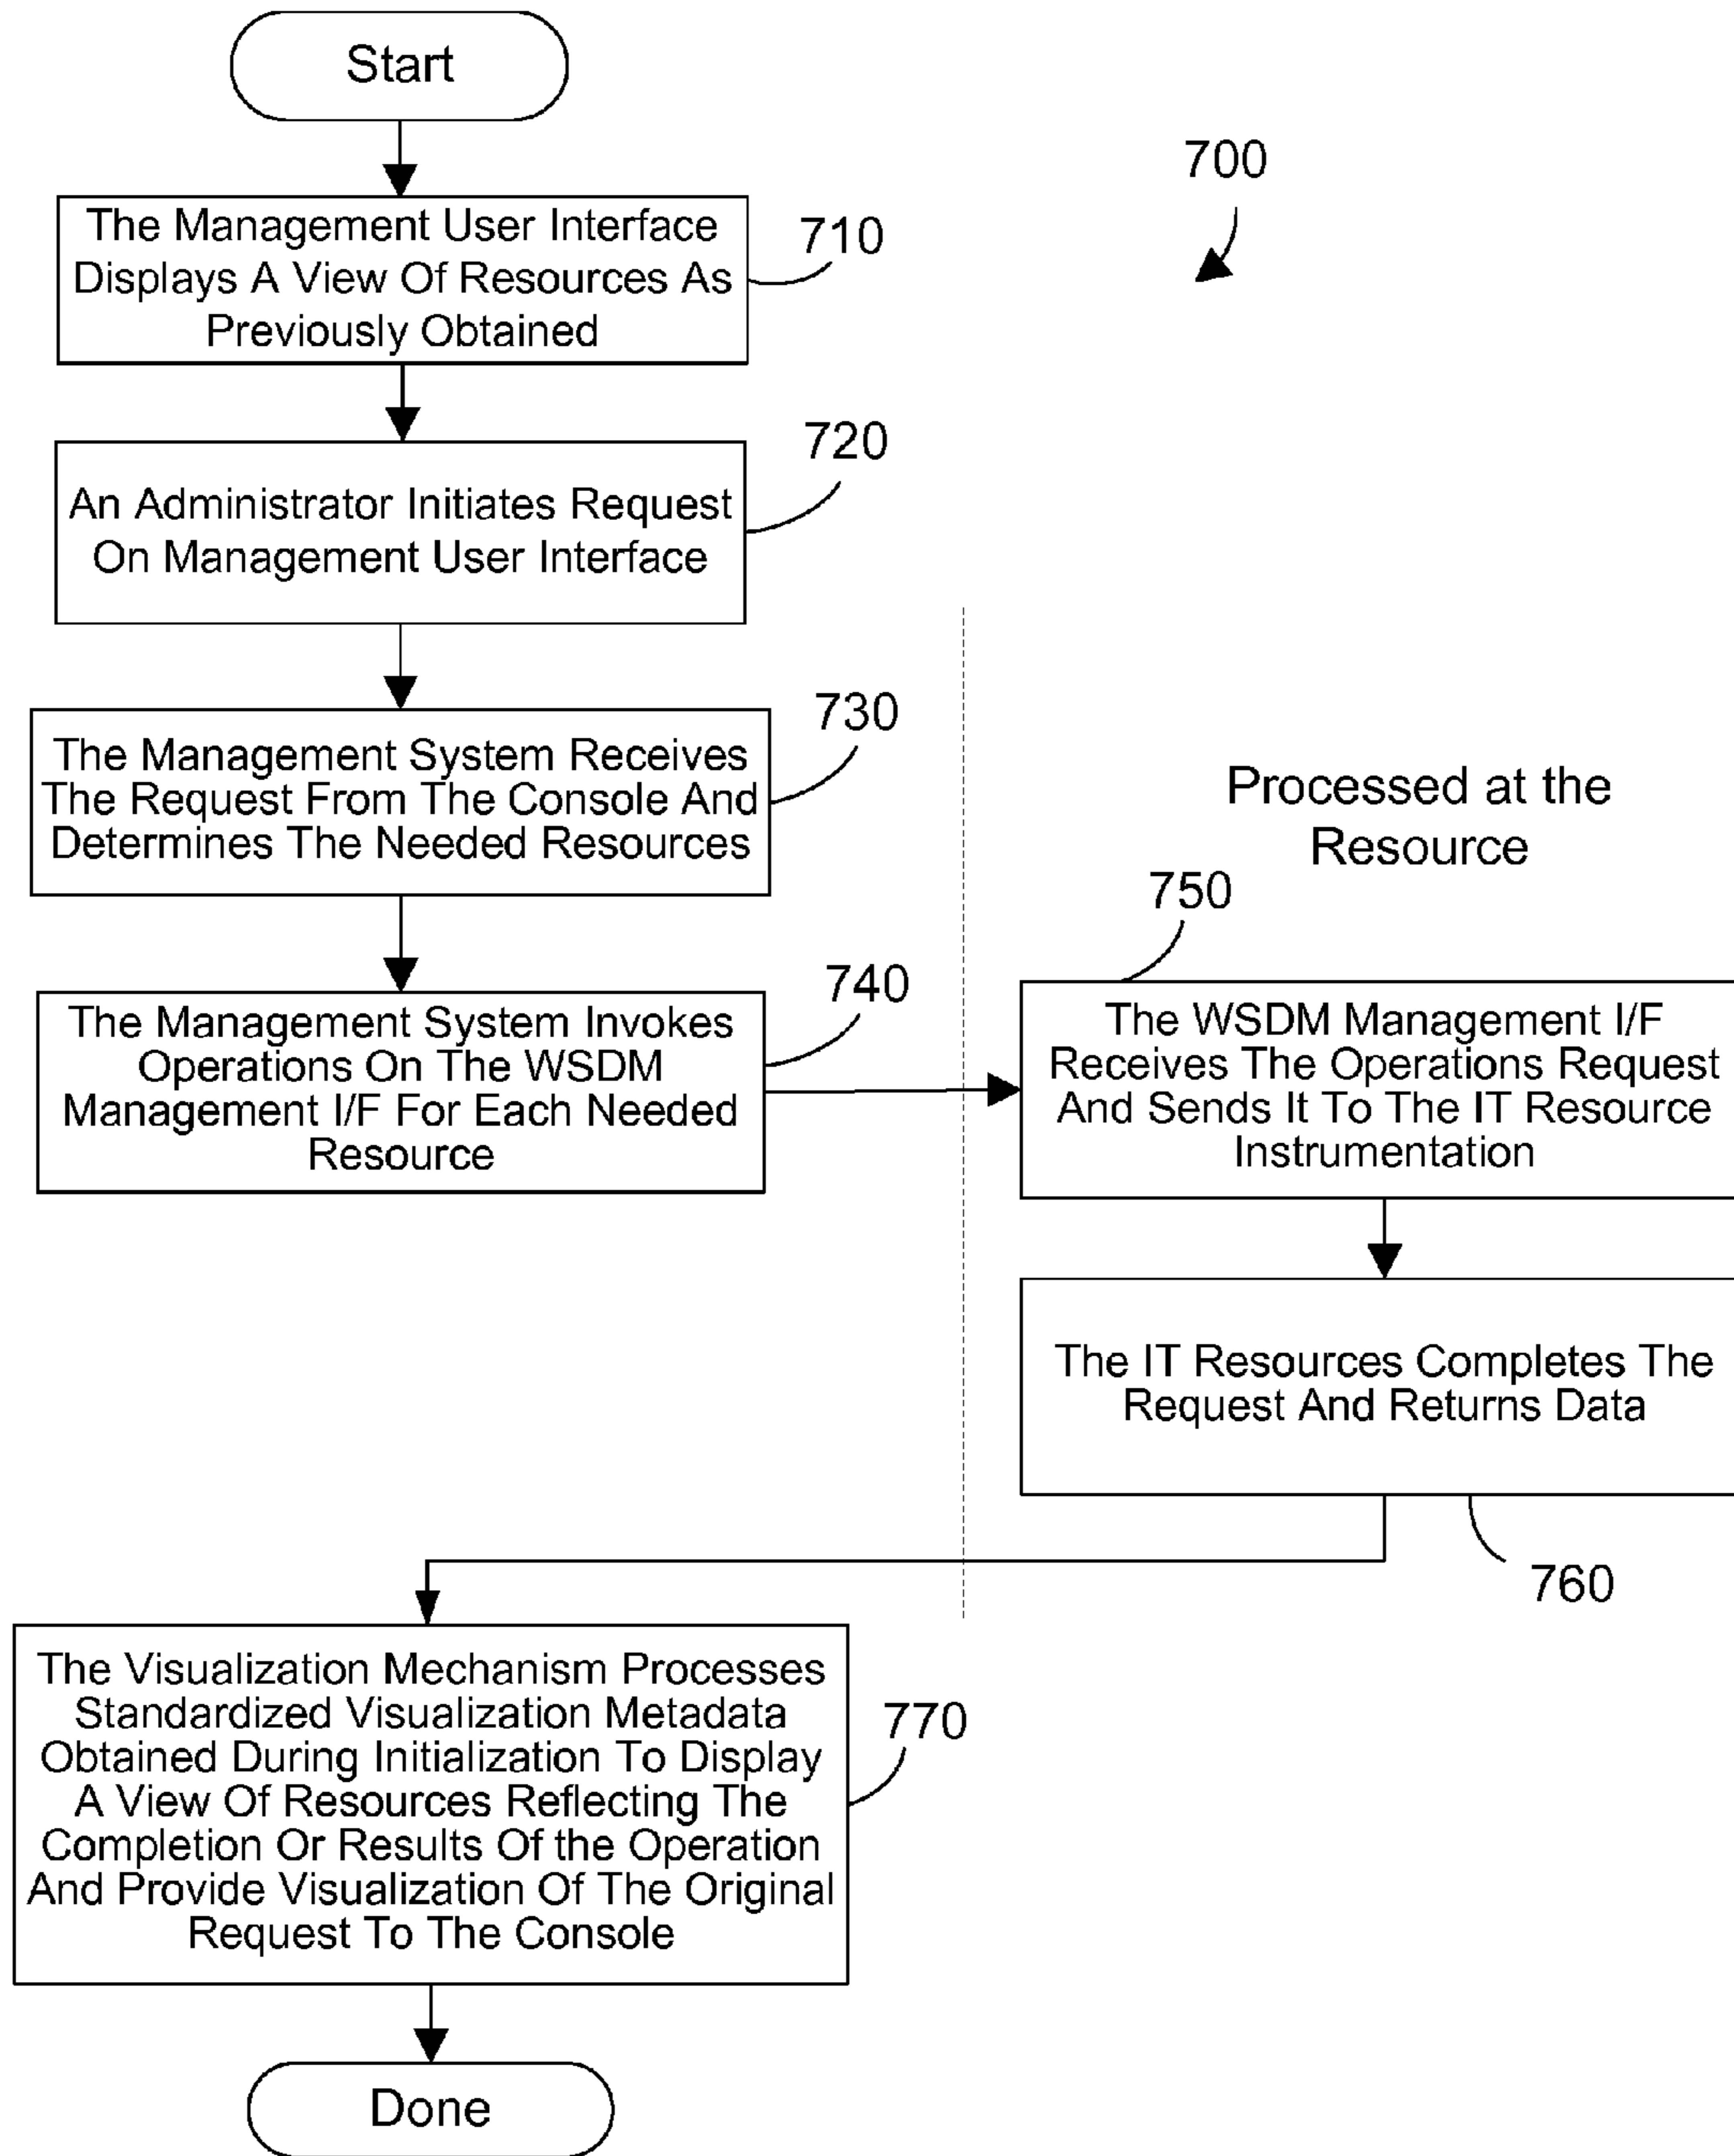 Start
700
The Management User Interface
Displays A View Of Resources As
Previously Obtained
710
720
An Administrator Initiates Request
On Management User Interface
730
The Management System Receives
The Request From The Console And
Determines The Needed Resources
740
The Management System Invokes
Operations On The WSDM
Management I/F For Each Needed
Resource
Processed at the
Resource
750
The WSDM Management I/F
Receives The Operations Request
And Sends It To The IT Resource
Instrumentation
The IT Resources Completes The
Request And Returns Data
760
The Visualization Mechanism Processes
Standardized Visualization Metadata
Obtained During Initialization To Display
A View Of Resources Reflecting The
Completion Or Results Of the Operation
And Provide Visualization Of The Original
Request To The Console
770
Done